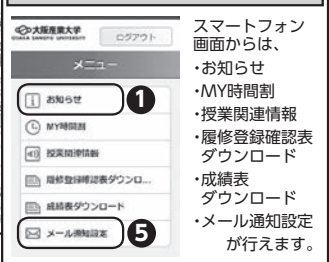 大阪産業大学
OSAKA SANGYO UNIVERSITY
ログアウト
メニュー
お知らせ
1
MY時間割
授業関連情報
履修登録確認表ダウンロ...
成績表ダウンロード
メール通知設定
5
スマートフォン
画面からは、
・お知らせ
・MY時間割
・授業関連情報
・履修登録確認表
ダウンロード
・成績表
ダウンロード
・メール通知設定
が行えます。